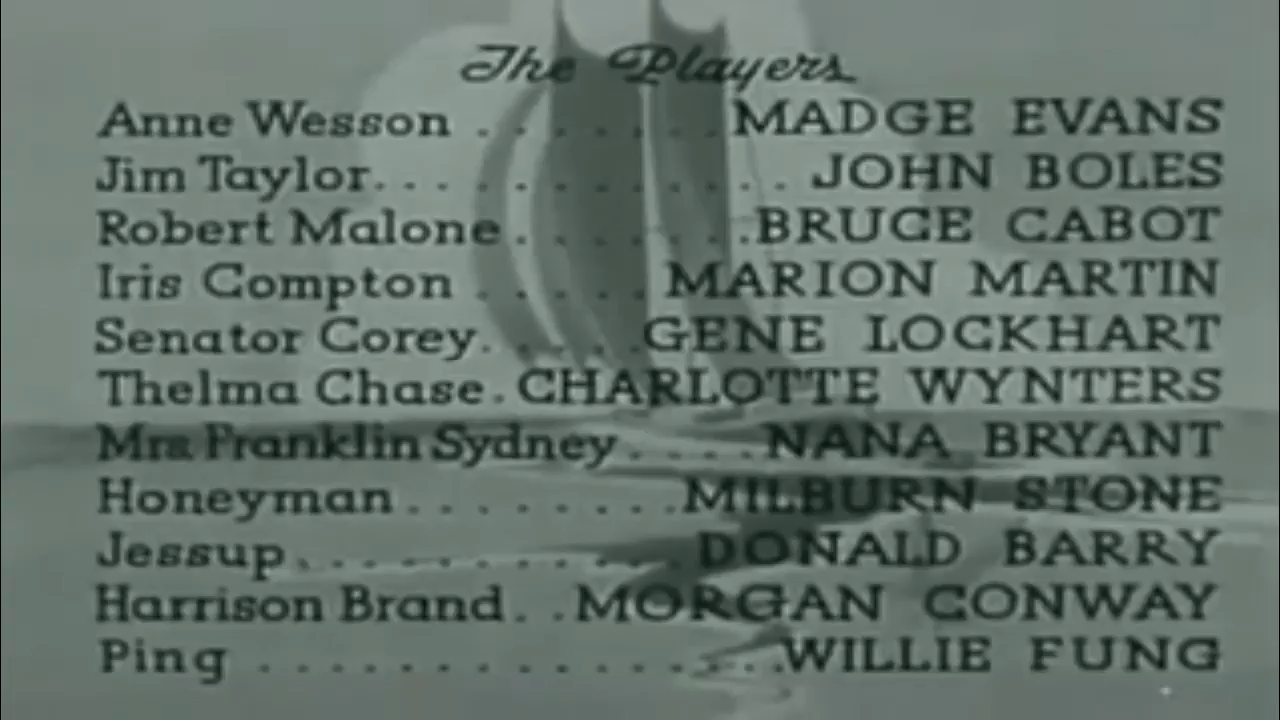 The Players
Anne Wesson . . . . . . . . MADGE EVANS
Jim Taylor. . . . . . . . . . . . JOHN BOLES
Robert Malone . . . . . . . .BRUCE CABOT
Iris Compton . . . . . . MARION MARTIN
Senator Corey. . . . .GENE LOCKHART
Thelma Chase . CHARLOTTE WYNTERS
Mrs Franklin Sydney . . . . NANA BRYANT
Honeyman . . . . . . . . .MILBURN STONE
Jessup. . . . . . . . . . . DONALD BARRY
Harrison Brand. . .MORGAN CONWAY
Ping . . . . . . . . . . . . . . .WILLIE FUNG